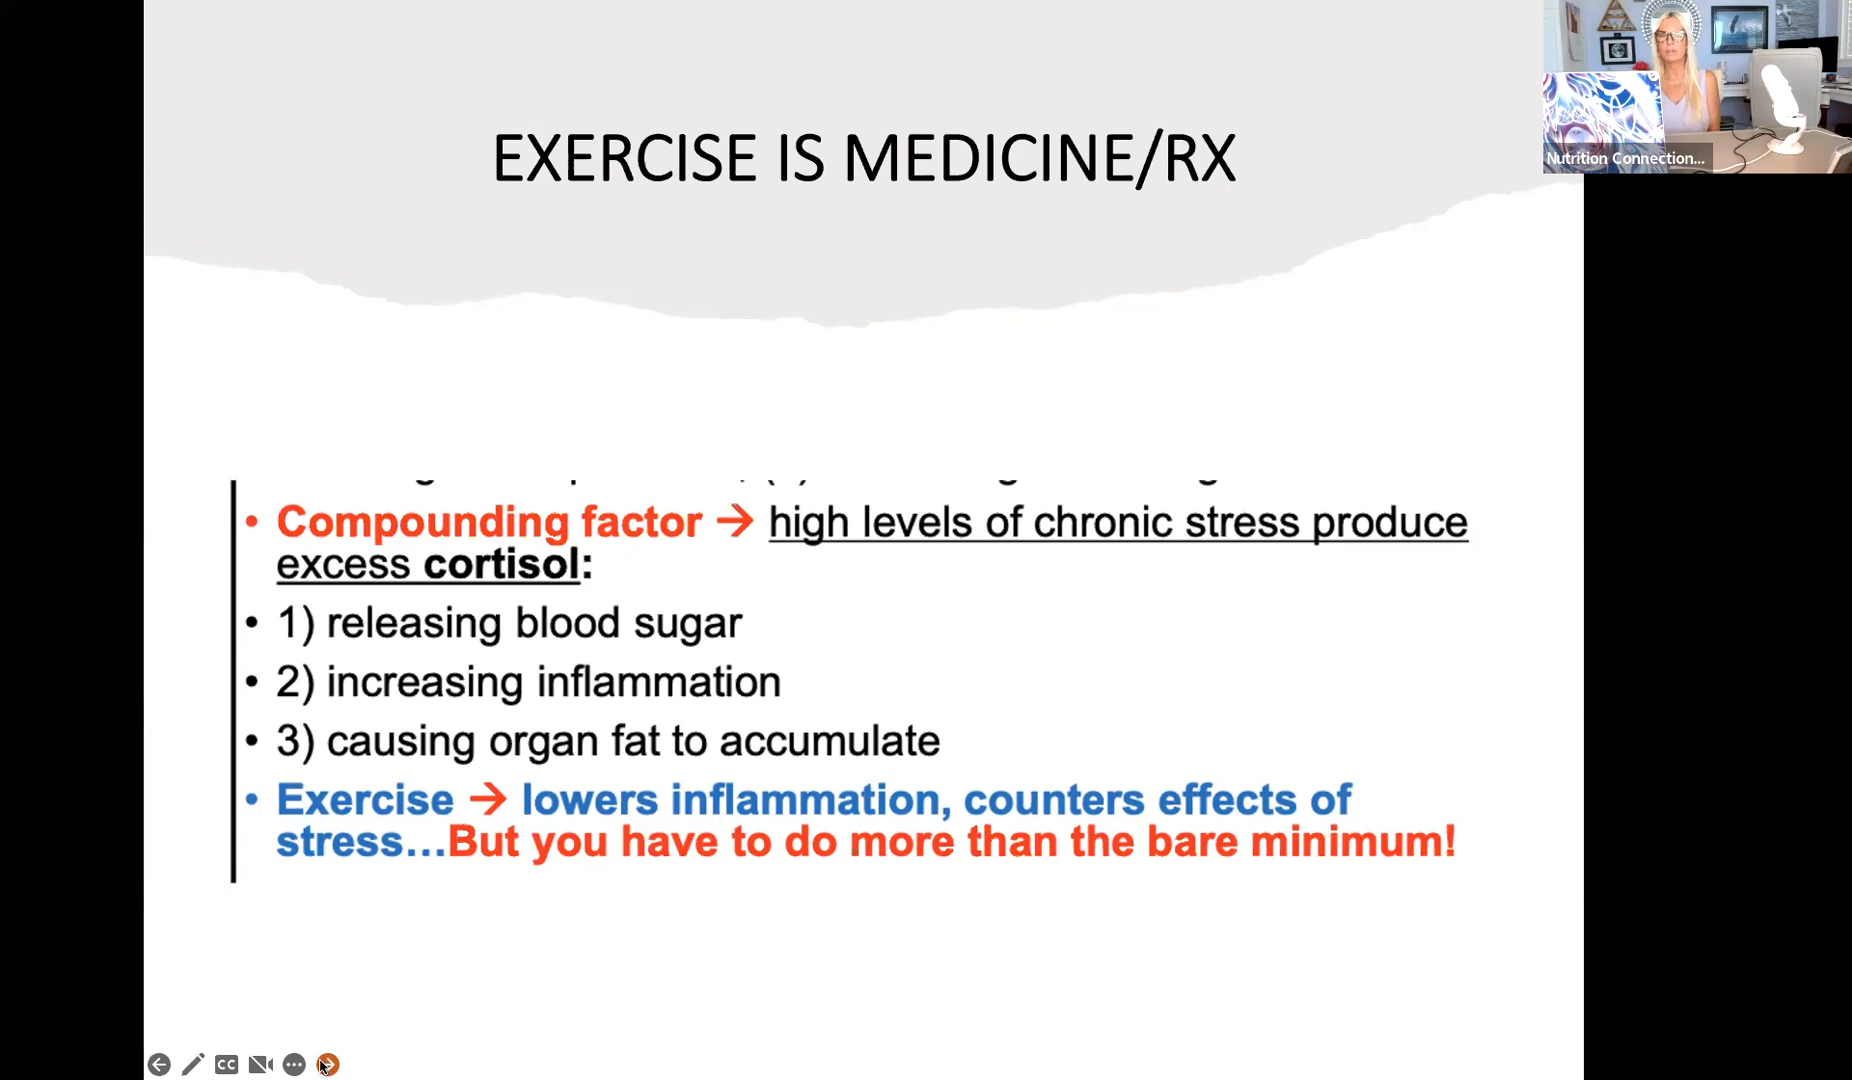 EXERCISE IS MEDICINE/RX
Nutrition Connection...
• Compounding factor → high levels of chronic stress produce
excess cortisol:
• 1) releasing blood sugar
• 2) increasing inflammation
• 3) causing organ fat to accumulate
• Exercise → lowers inflammation, counters effects of
stress...But you have to do more than the bare minimum!
CC